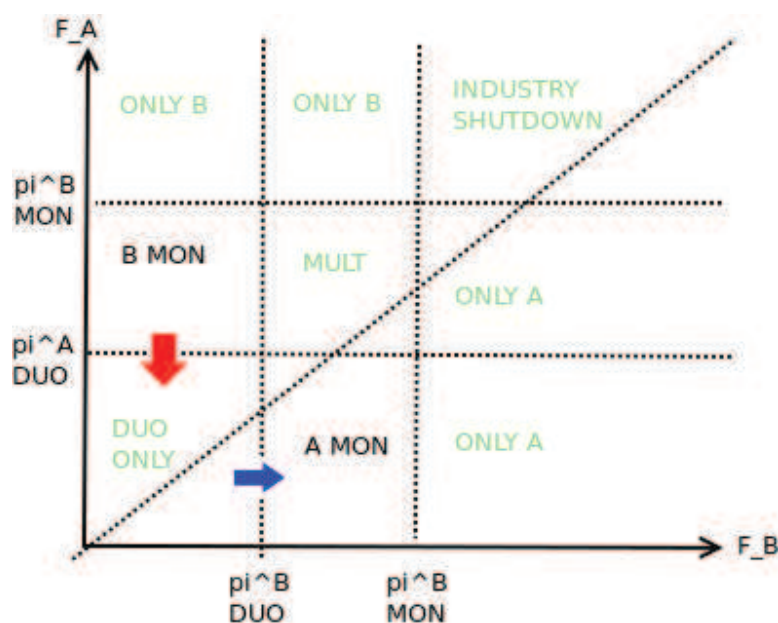 F_A
ONLY B
ONLY B
INDUSTRY
SHUTDOWN
pi^B
MON
B MON
MULT
ONLY A
pi^A
DUO
DUO
ONLY
A MON
ONLY A
F_B
pi^B
DUO
pi^B
MON